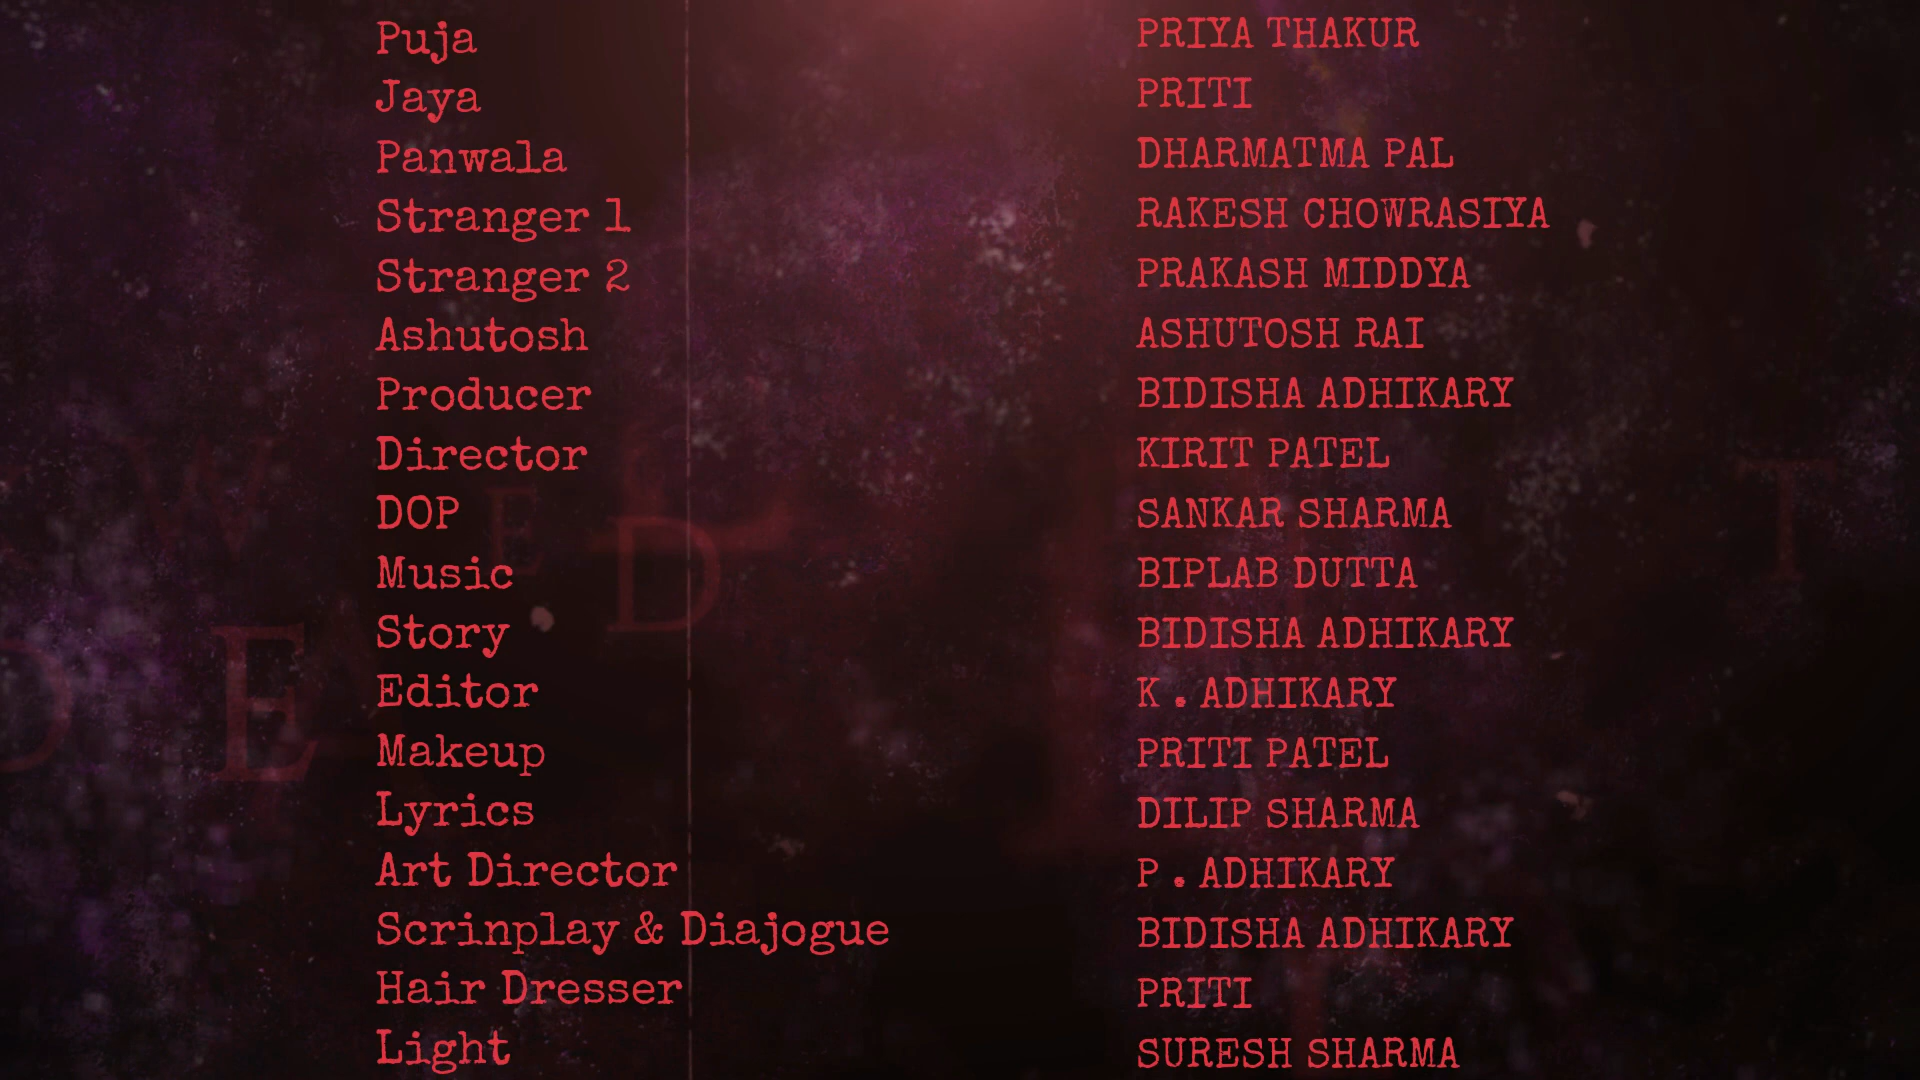 Puja PRIYA THAKUR
Jaya PRITI
Panwala DHARMATMA PAL
Stranger 1 RAKESH CHOWRASIYA
Stranger 2 PRAKASH MIDDYA
Ashutosh ASHUTOSH RAI
Producer BIDISHA ADHIKARY
Director KIRIT PATEL
DOP SANKAR SHARMA
Music BIPLAB DUTTA
Story BIDISHA ADHIKARY
Editor K . ADHIKARY
Makeup PRITI PATEL
Lyrics DILIP SHARMA
Art Director P . ADHIKARY
Scrinplay & Diajogue BIDISHA ADHIKARY
Hair Dresser PRITI
Light SURESH SHARMA